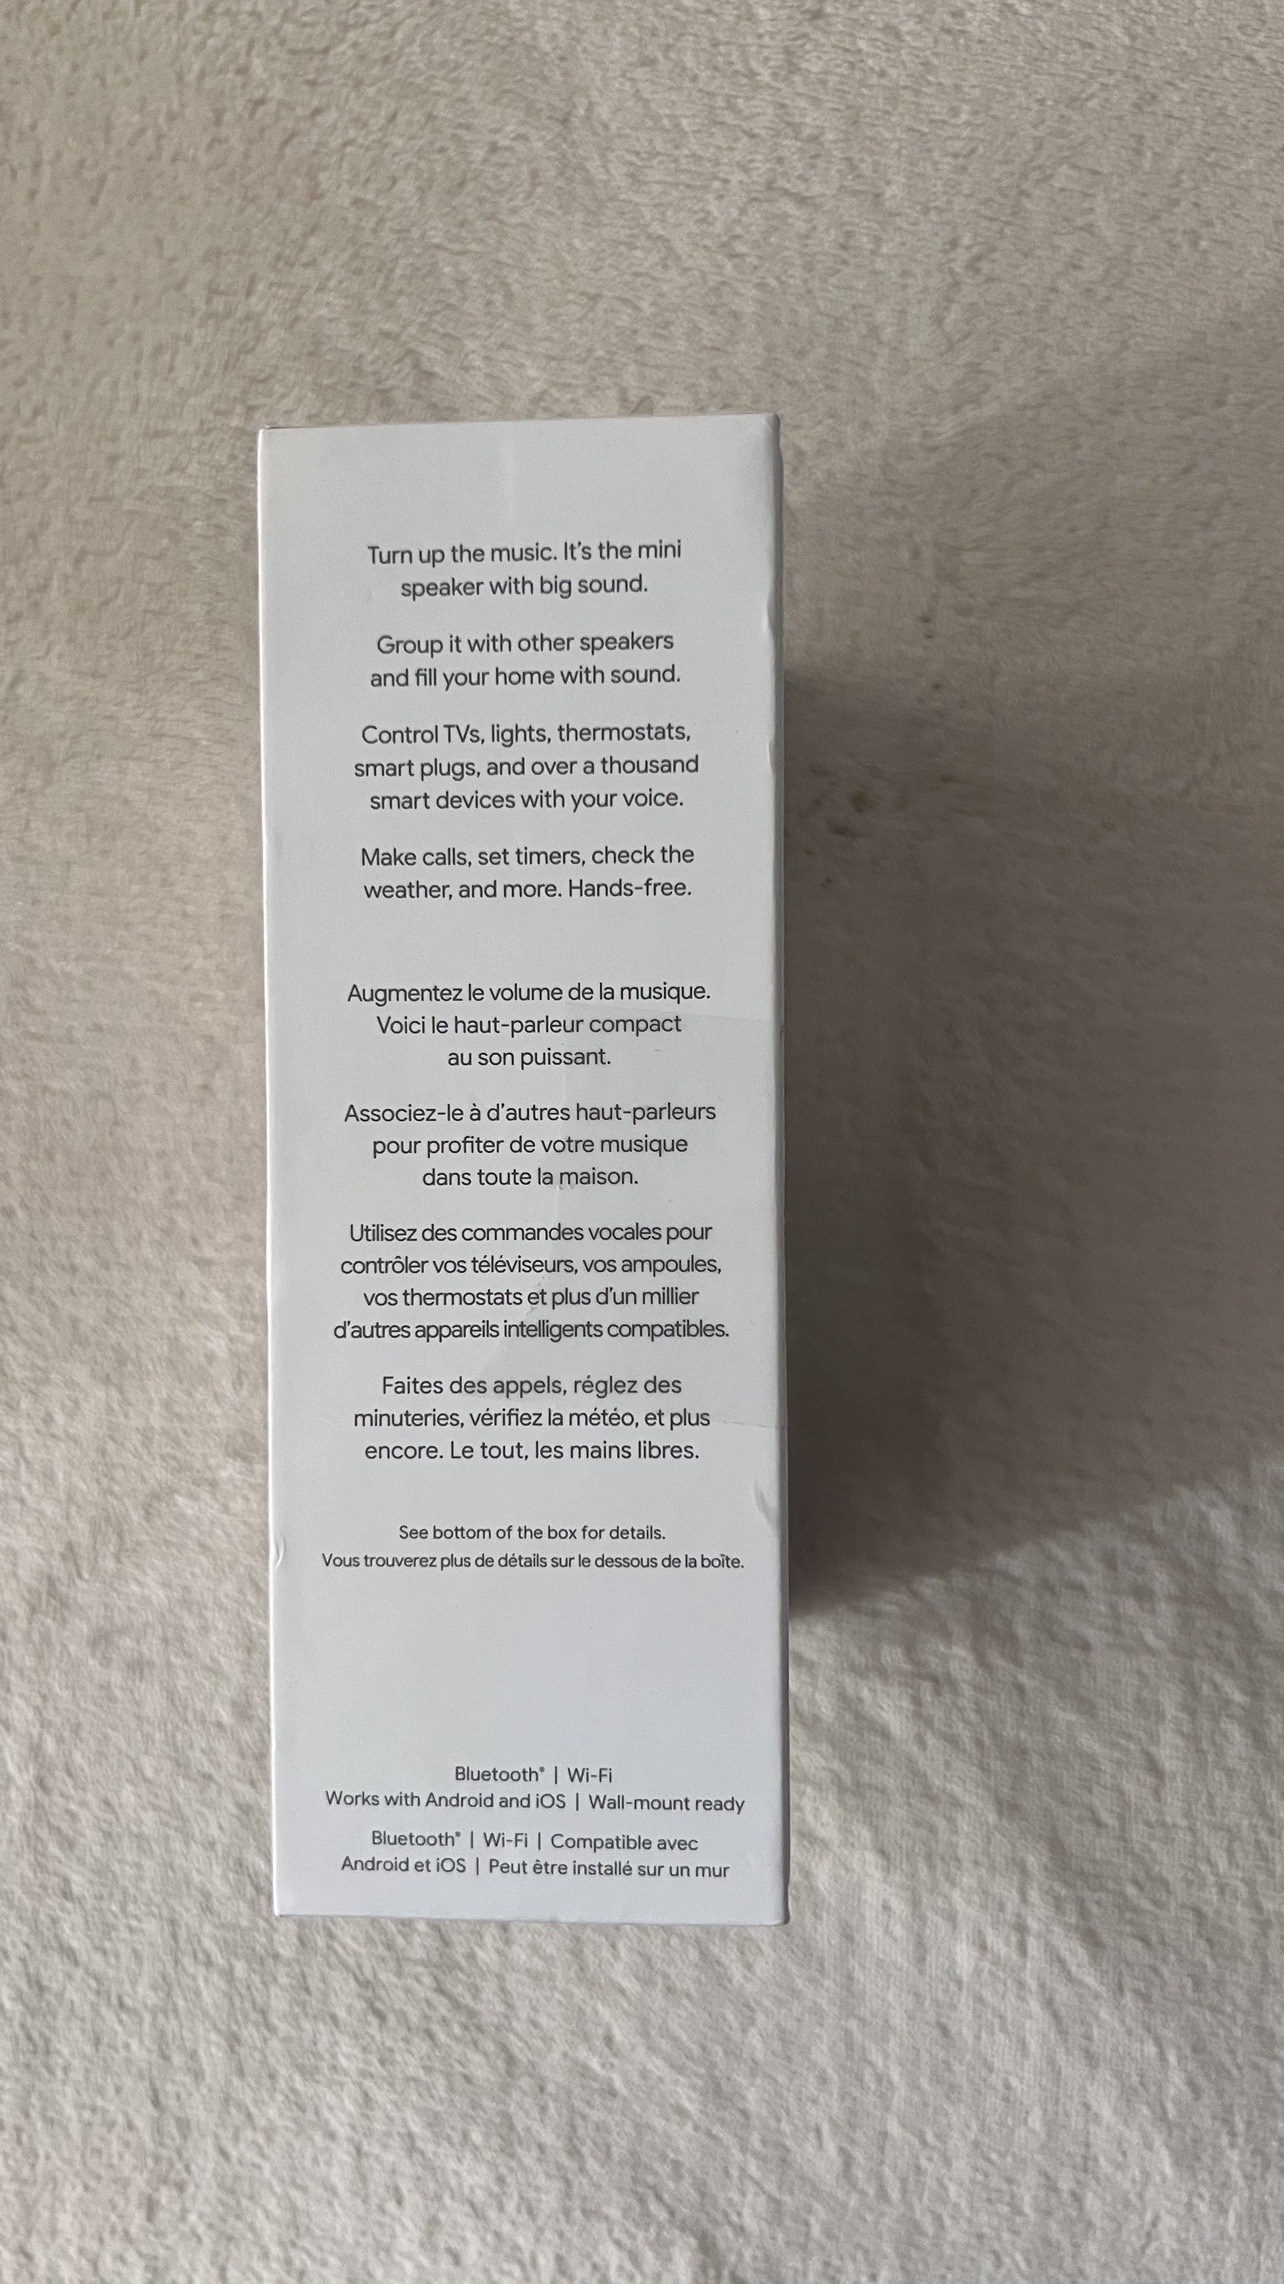 Turn up the music. It's the mini
speaker with big sound.
Group it with other speakers
and fill your home with sound.
Control TVs, lights, thermostats,
smart plugs, and over a thousand
smart devices with your voice.
Make calls, set timers, check the
weather, and more. Hands-free.
Augmentez le volume de la musique.
Voici le haut-parleur compact
au son puissant.
Associez-le à d'autres haut-parleurs
pour profiter de votre musique
dans toute la maison.
Utilisez des commandes vocales pour
contrôler vos téléviseurs, vos ampoules,
vos thermostats et plus d'un millier
d'autres appareils intelligents compatibles.
Faites des appels, réglez des
minuteries, vérifiez la météo, et plus
encore. Le tout, les mains libres.
See bottom of the box for details.
Vous trouverez plus de détails sur le dessous de la boîte.
Bluetooth® | Wi-Fi
Works with Android and iOS | Wall-mount ready
Bluetooth® | Wi-Fi | Compatible avec
Android et iOS | Peut être installé sur un mur